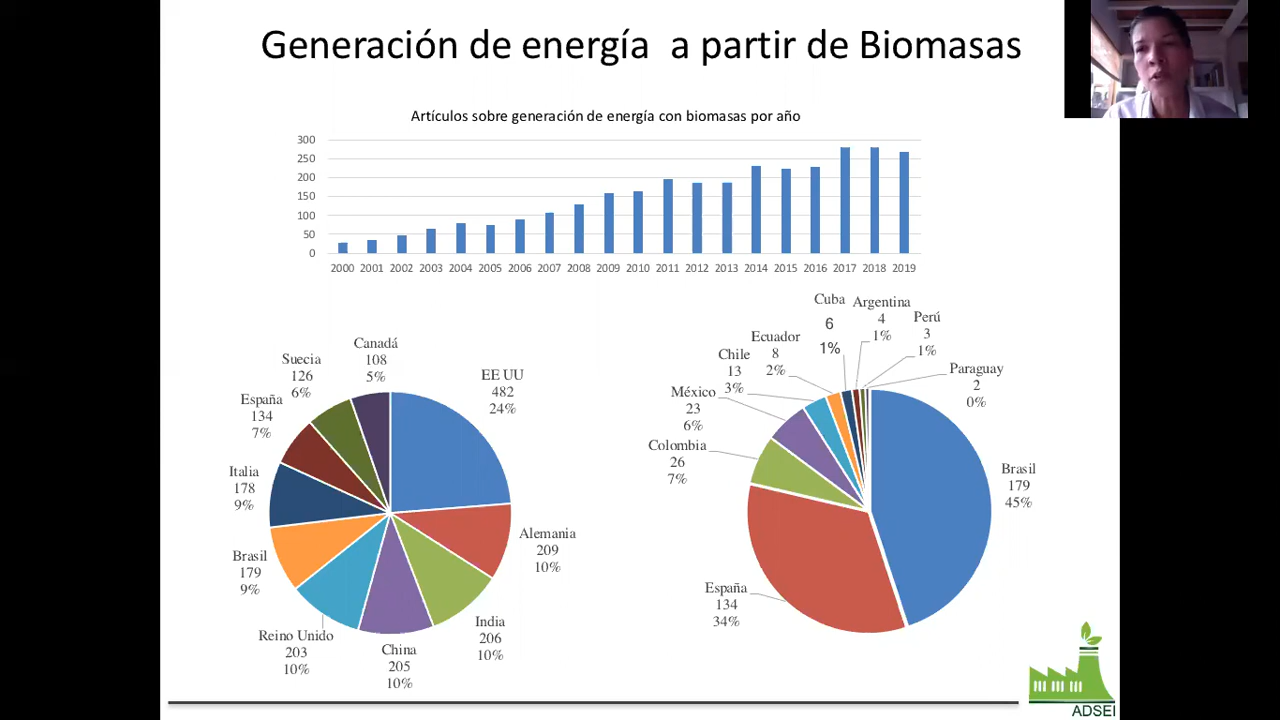 Generación de energía a partir de Biomasas
Artículos sobre generación de energía con biomasas por año
300
250
200
150
100
50
0
2000 2001 2002 2003 2004 2005 2006 2007 2008 2009 2010 2011 2012 2013 2014 2015 2016 2017 2018 2019
Canadá
108
5%
Suecia
126
6%
España
134
7%
Italia
178
9%
Brasil
179
9%
Reino Unido
203
10%
China
205
10%
India
206
10%
Alemania
209
10%
EE UU
482
24%
Cuba
6
1%
Argentina
4
1%
Perú
3
1%
Paraguay
2
0%
Ecuador
8
2%
Chile
13
3%
México
23
6%
Colombia
26
7%
España
134
34%
Brasil
179
45%
ADSEI